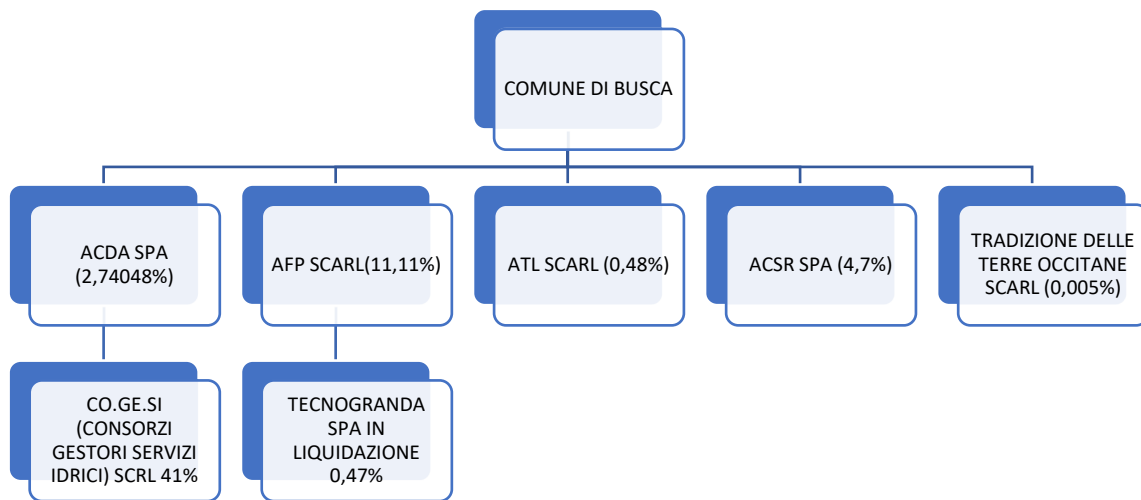 COMUNE DI BUSCA
ACDA SPA
(2,74048%)
AFP SCARL(11,11%)
ATL SCARL (0,48%)
ACSR SPA (4,7%)
TRADIZIONE DELLE
TERRE OCCITANE
SCARL (0,005%)
CO.GE.SI
(CONSORZI
GESTORI SERVIZI
IDRICI) SCRL 41%
TECNOGRANDA
SPA IN
LIQUIDAZIONE
0,47%